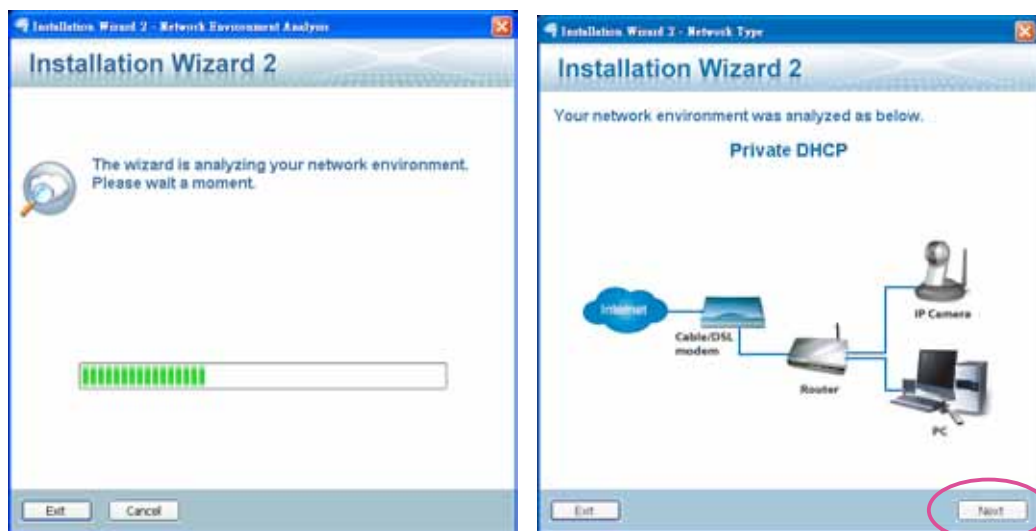 Installation Wizard 2 - Network Environment Analysis
Installation Wizard 2
The wizard is analyzing your network environment.
Please wait a moment.
Exit
Cancel
Installation Wizard 2 - Network Type
Installation Wizard 2
Your network environment was analyzed as below.
Private DHCP
Internet
Cable/DSL
modem
Router
IP Camera
PC
Exit
Next